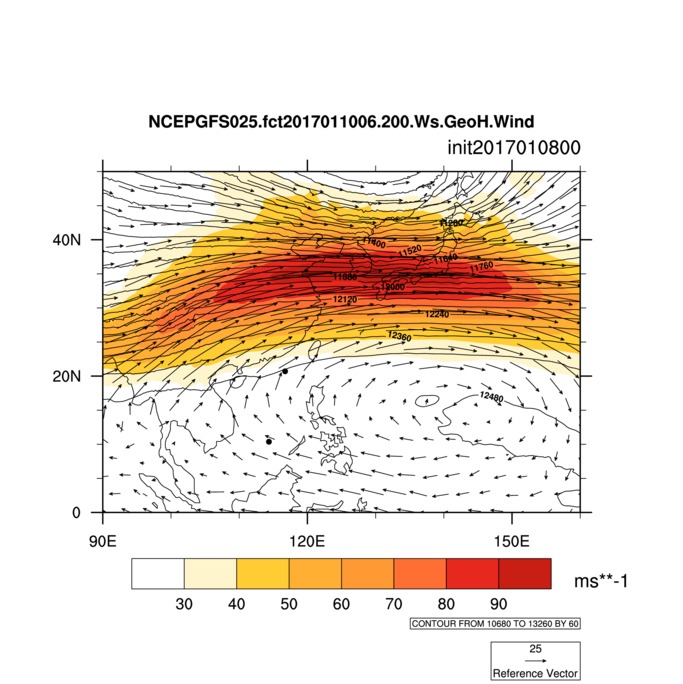 NCEPGFS025.fct2017011006.200.Ws.GeoH.Wind
init2017010800
40N
20N
0
11280
11400
11520
11640
11760
11880
12000
12120
12240
12360
12480
90E 120E 150E
30 40 50 60 70 80 90
ms**-1
CONTOUR FROM 10680 TO 13260 BY 60
25
Reference Vector